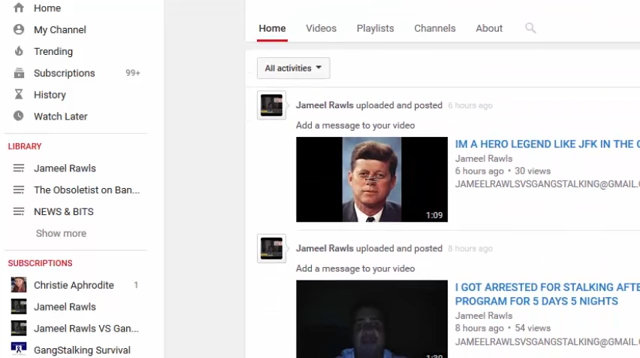 Home
My Channel
Trending
Subscriptions 99+
History
Watch Later
LIBRARY
Jameel Rawls
The Obsoletist on Ban...
NEWS & BITS
Show more
SUBSCRIPTIONS
Christie Aphrodite 1
Jameel Rawls
Jameel Rawls VS Gan...
GangStalking Survival
Home Videos Playlists Channels About
All activities
Jameel Rawls uploaded and posted 6 hours ago
Add a message to your video
1:09
IM A HERO LEGEND LIKE JFK IN THE
Jameel Rawls
6 hours ago • 30 views
JAMEELRAWLSVSGANGSTALKING@GMAIL.
Jameel Rawls uploaded and posted 8 hours ago
Add a message to your video
I GOT ARRESTED FOR STALKING AFTE
PROGRAM FOR 5 DAYS 5 NIGHTS
Jameel Rawls
8 hours ago • 54 views
JAMEELRAWLSVSGANGSTALKING@GMAIL.